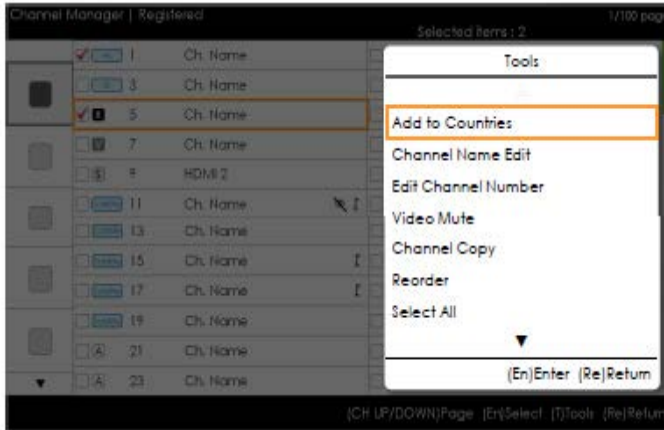 Channel Manager | Registered
1/100 page
Selected items : 2
1 Ch. Name
3 Ch. Name
5 Ch. Name
7 Ch. Name
9 HDMI 2
11 Ch. Name
13 Ch. Name
15 Ch. Name
17 Ch. Name
19 Ch. Name
A 21 Ch. Name
A 23 Ch. Name
Tools
Add to Countries
Channel Name Edit
Edit Channel Number
Video Mute
Channel Copy
Reorder
Select All
▼
(En)Enter (Re)Return
(CH UP/DOWN)Page (En)Select (T)Tools (Re)Return